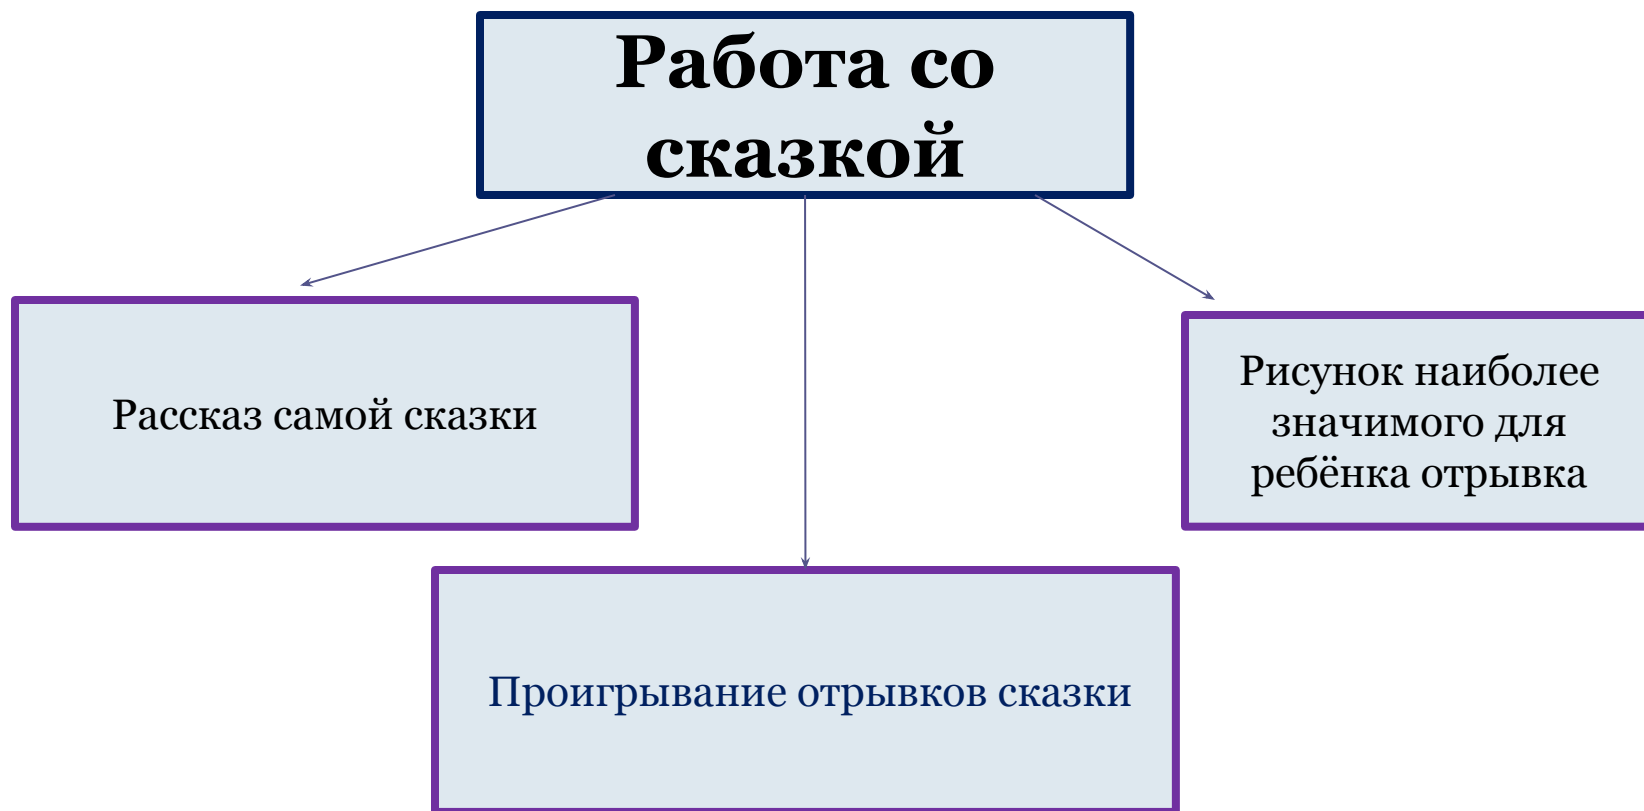 Работа со
сказкой
Рассказ самой сказки
Рисунок наиболее
значимого для
ребёнка отрывка
Проигрывание отрывков сказки